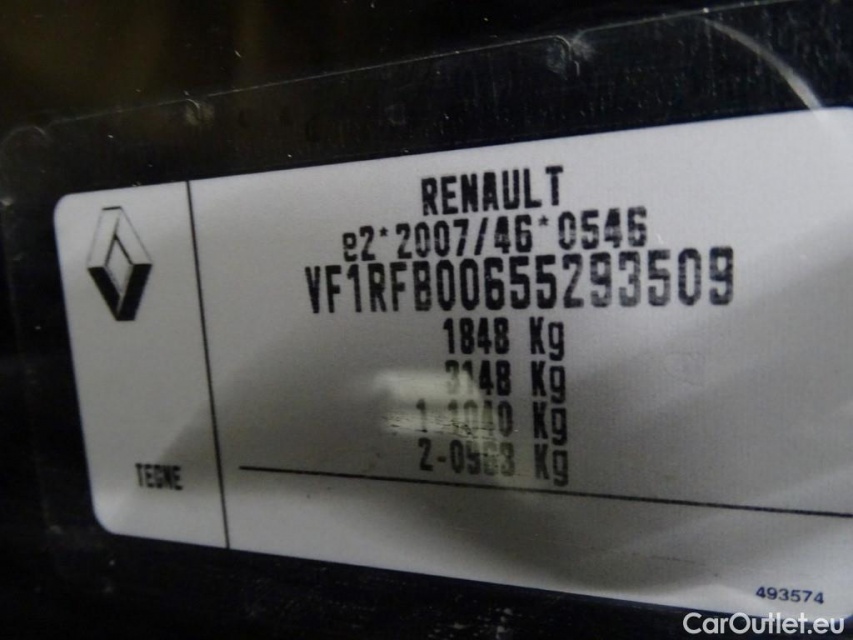 RENAULT
e2*2007/46*0546
VF1RFB00655293509
1848 Kg
3148 Kg
1-1040 Kg
2-0963 Kg
TEGNE
493574
CarOutlet.eu